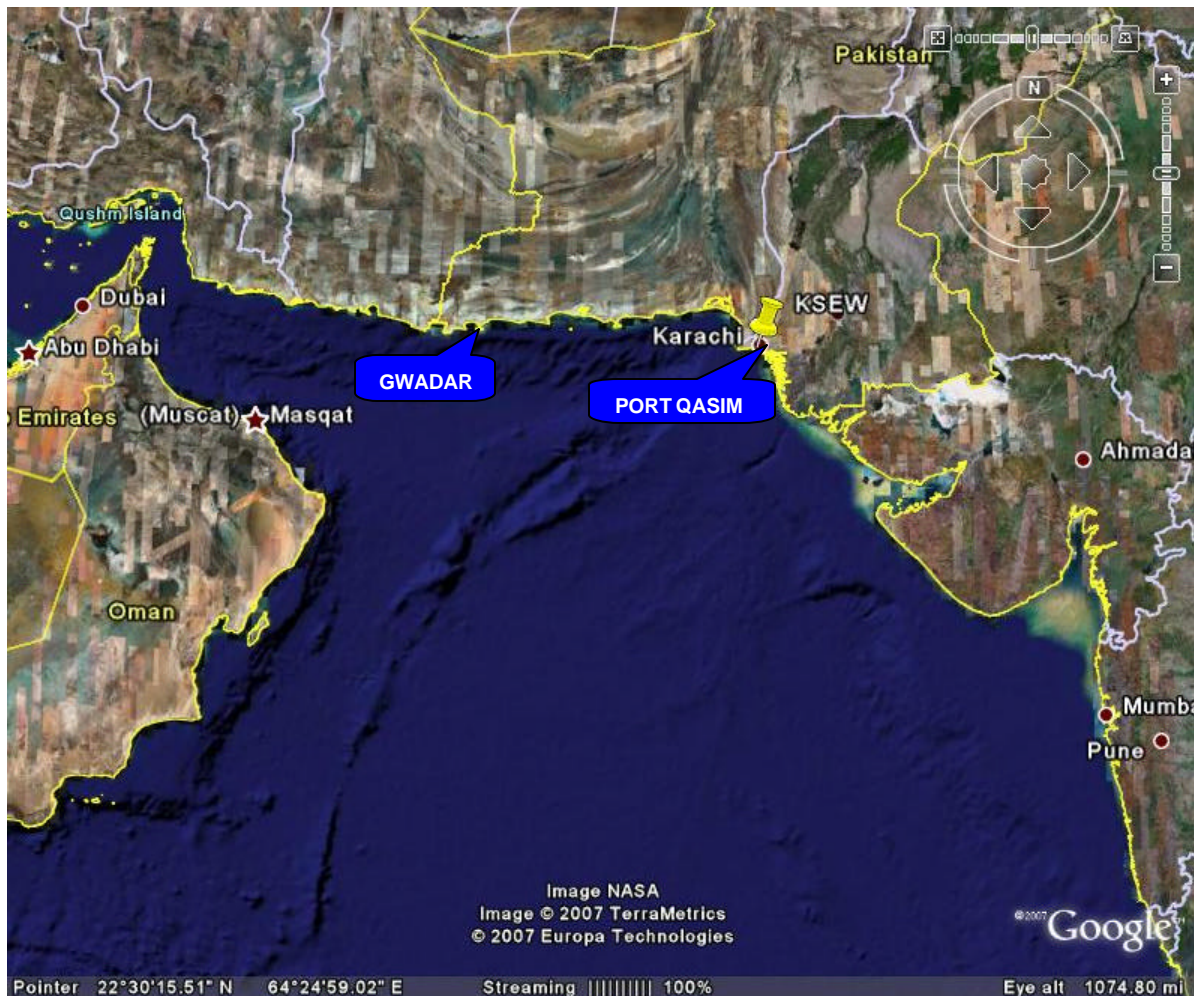 Pakistan
N
Qushm Island
Dubai
KSEW
Karachi
Abu Dhabi
GWADAR
PORT QASIM
Emirates
(Muscat) Masqat
Ahmada
Oman
Mumba
Pune
Image NASA
Image © 2007 TerraMetrics
© 2007 Europa Technologies
©2007 Google™
Pointer 22°30'15.51" N 64°24'59.02" E Streaming |||||||||| 100% Eye alt 1074.80 mi